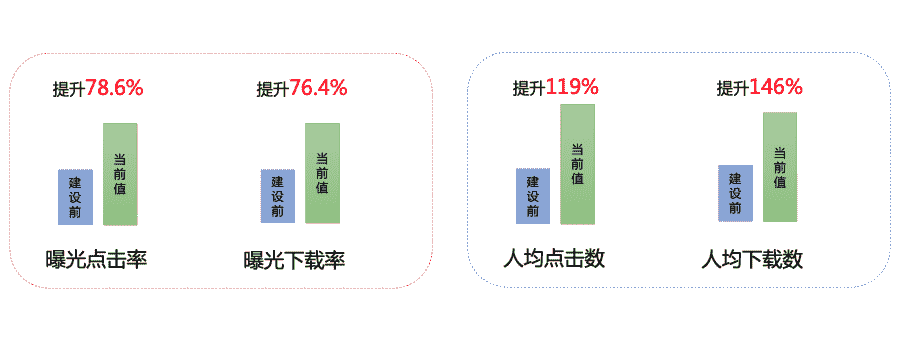 提升78.6%
建设前
当前值
曝光点击率
提升76.4%
建设前
当前值
曝光下载率
提升119%
建设前
当前值
人均点击数
提升146%
建设前
当前值
人均下载数